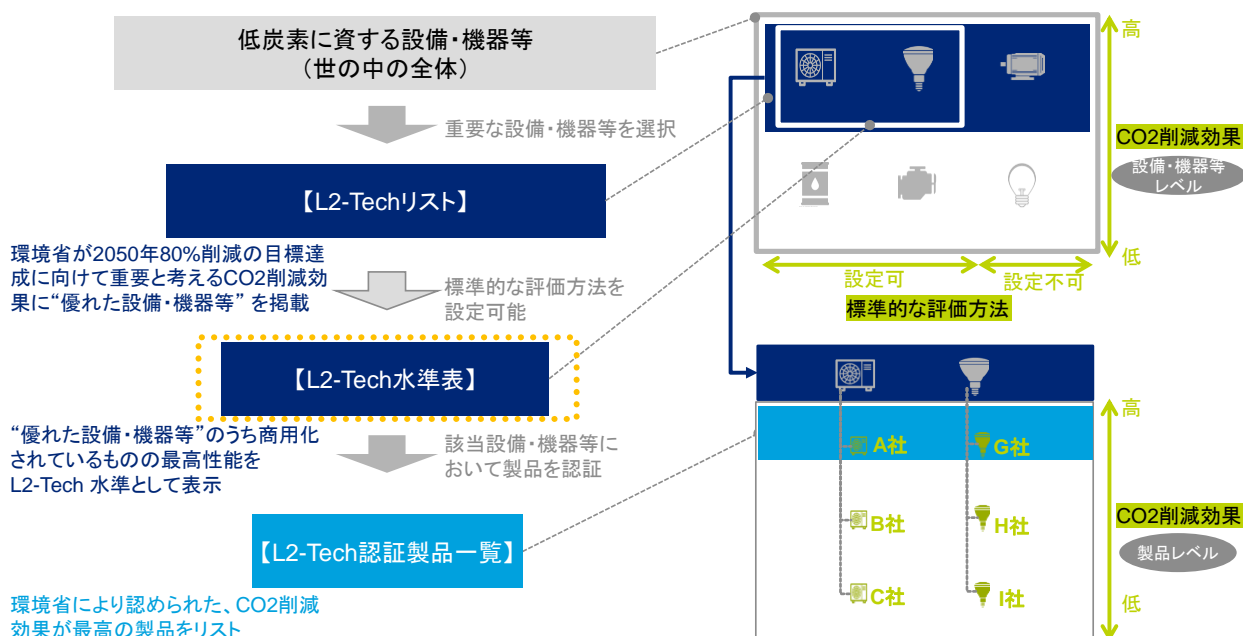 低炭素に資する設備・機器等
（世の中の全体）
重要な設備・機器等を選択
【L2-Techリスト】
環境省が2050年80%削減の目標達
成に向けて重要と考えるCO2削減効
果に“優れた設備・機器等” を掲載
標準的な評価方法を
設定可能
【L2-Tech水準表】
“優れた設備・機器等”のうち商用化
されているものの最高性能を
L2-Tech 水準として表示
該当設備・機器等に
おいて製品を認証
【L2-Tech認証製品一覧】
環境省により認められた、CO2削減
効果が最高の製品をリスト
高
CO2削減効果
設備・機器等
レベル
低
設定可
設定不可
標準的な評価方法
高
A社
G社
B社
H社
CO2削減効果
製品レベル
C社
I社
低